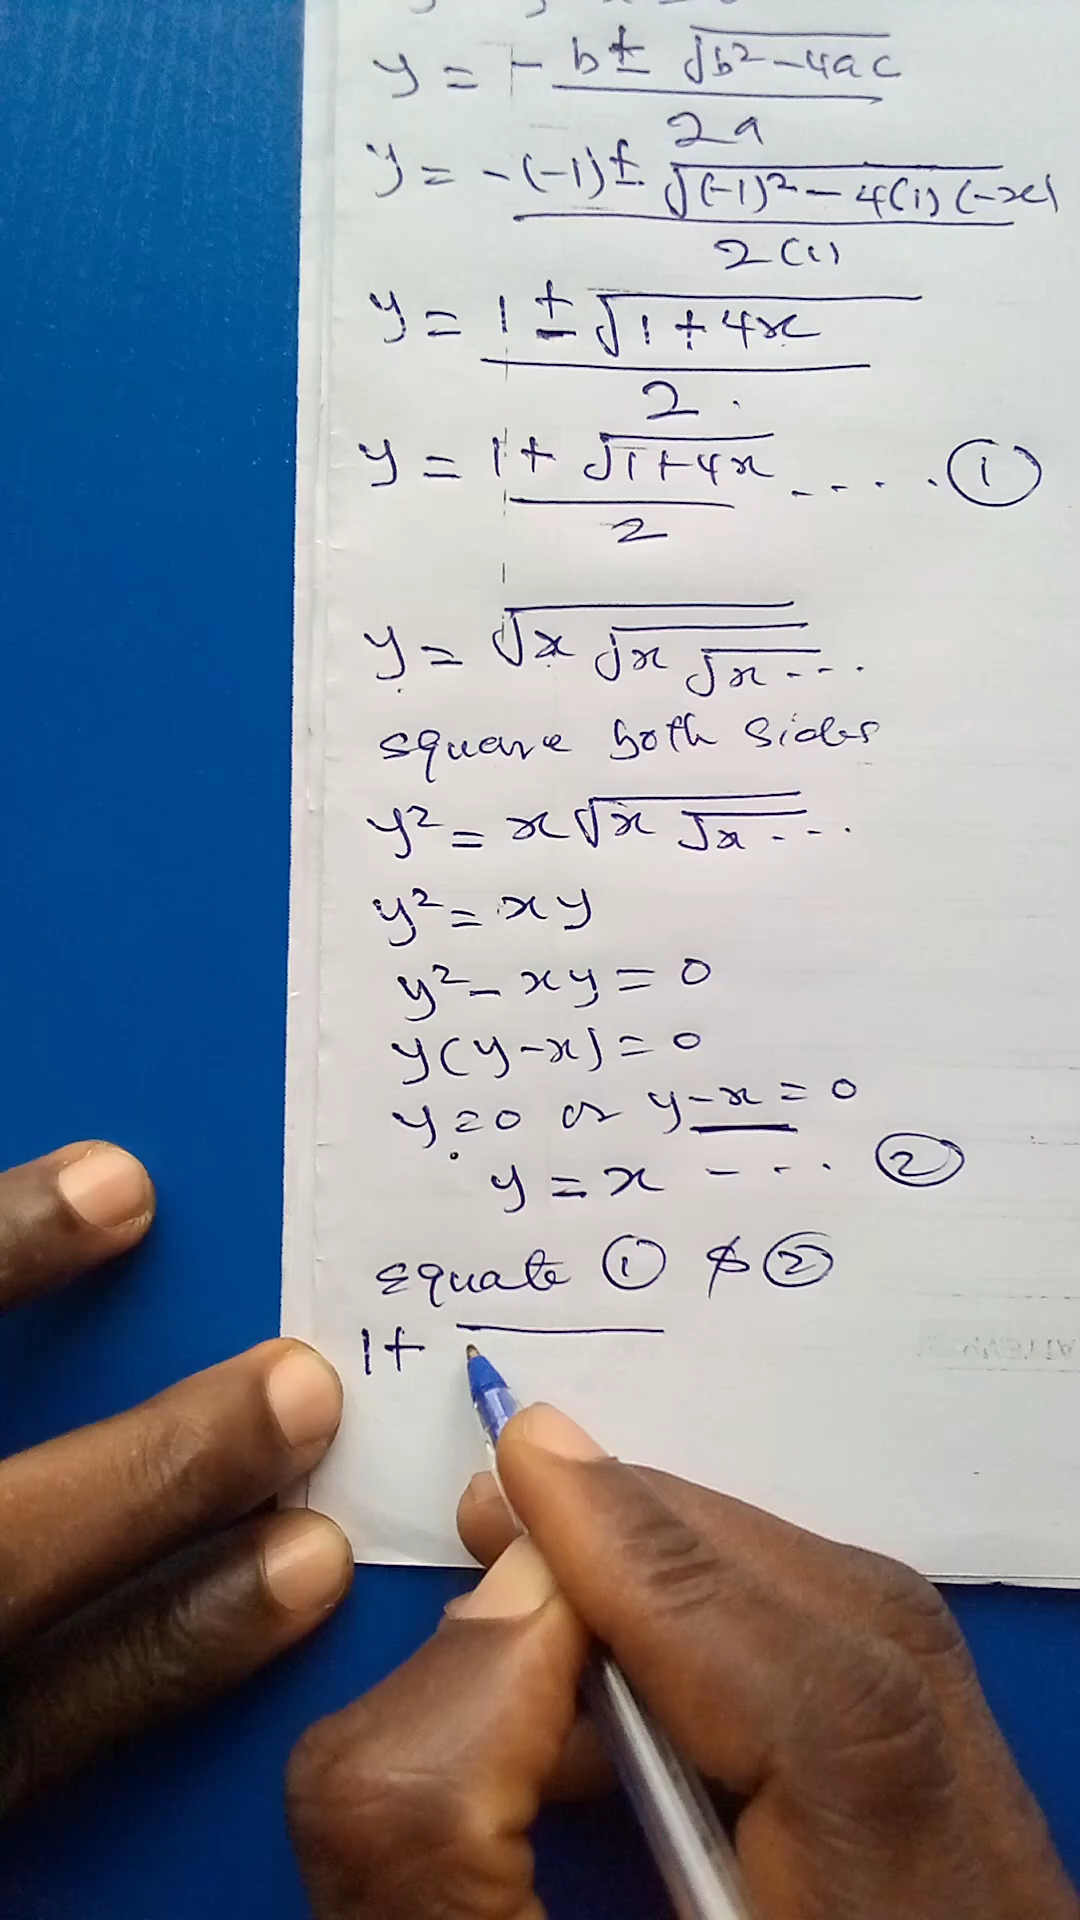 y = - b ± √b² - 4ac / 2a
y = -(-1) ± √(-1)² - 4(1)(-x) / 2(1)
y = 1 ± √1 + 4x / 2
y = 1 + √1 + 4x / 2 .... ①
y = √x √x √x ...
square both sides
y² = x √x √x ...
y² = xy
y² - xy = 0
y(y - x) = 0
y = 0 or y - x = 0
y = x - ... ②
equate ① & ②
1 +